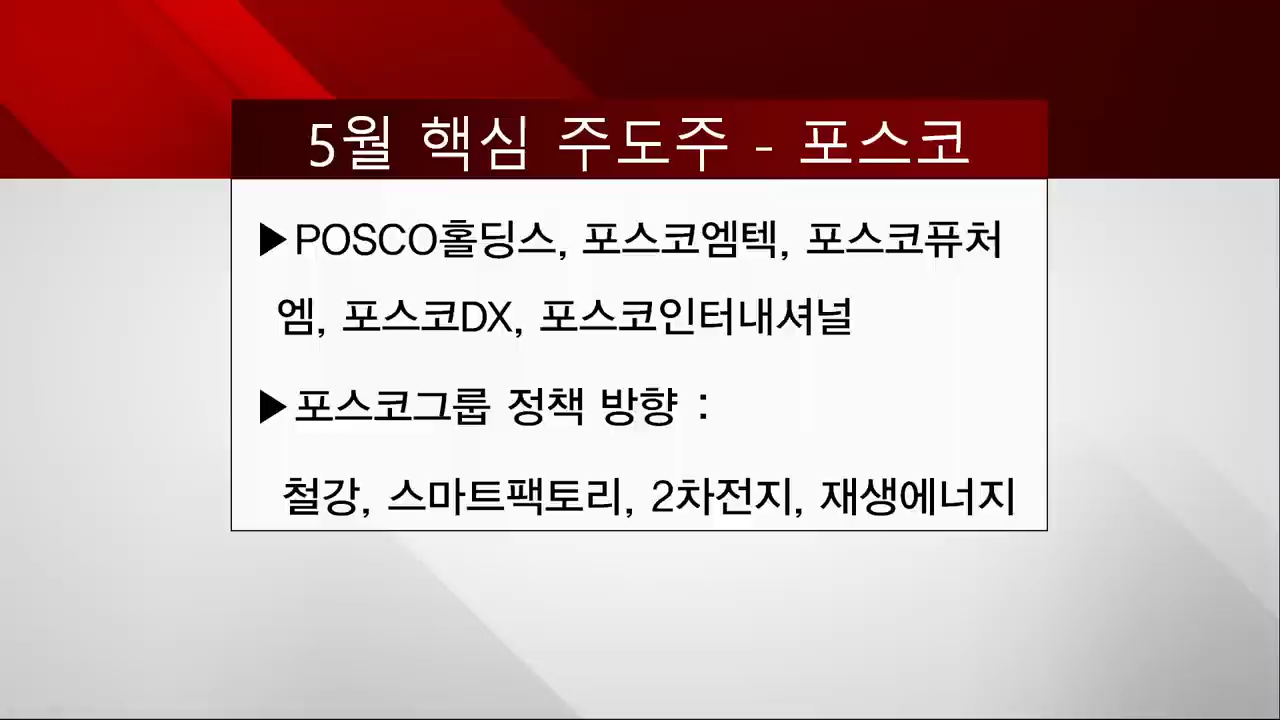 5월 핵심 주도주 - 포스코
▶POSCO홀딩스, 포스코엠텍, 포스코퓨처
엠, 포스코DX, 포스코인터내셔널
▶포스코그룹 정책 방향 :
철강, 스마트팩토리, 2차전지, 재생에너지